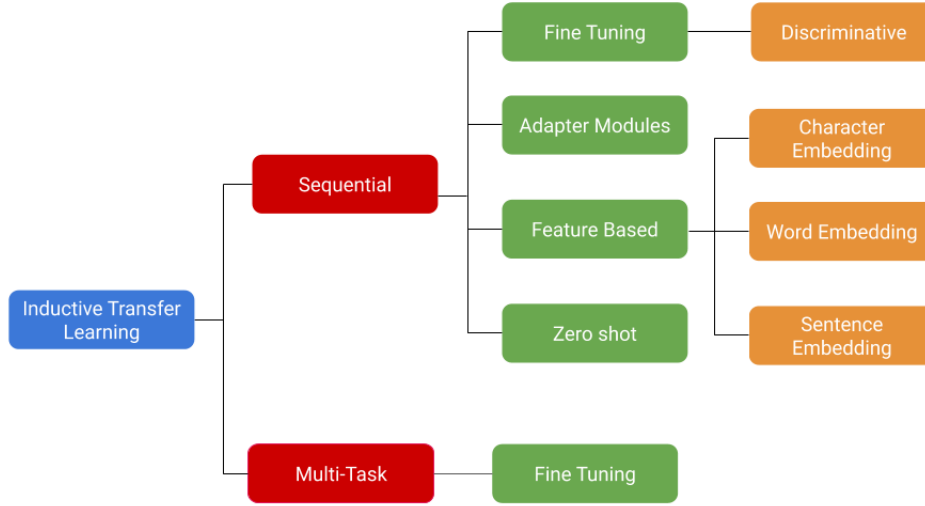 Fine Tuning
Discriminative
Adapter Modules
Character
Embedding
Sequential
Feature Based
Word Embedding
Inductive Transfer
Learning
Zero shot
Sentence
Embedding
Multi-Task
Fine Tuning